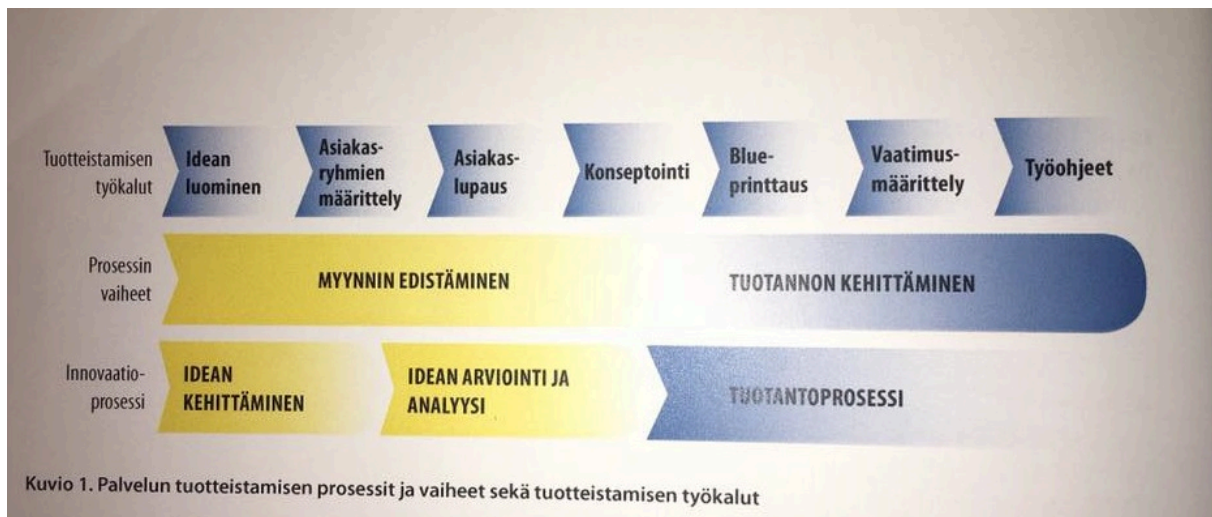 Tuotteistamisen
työkalut
Idean
luominen
Asiakas-
ryhmien
määrittely
Asiakas-
lupaus
Konseptointi
Blue-
printtaus
Vaatimus-
määrittely
Työohjeet
Prosessin
vaiheet
MYYNNIN EDISTÄMINEN
TUOTANNON KEHITTÄMINEN
Innovaatio-
prosessi
IDEAN
KEHITTÄMINEN
IDEAN ARVIOINTI JA
ANALYYSI
TUOTANTOPROSESSI
Kuvio 1. Palvelun tuotteistamisen prosessit ja vaiheet sekä tuotteistamisen työkalut